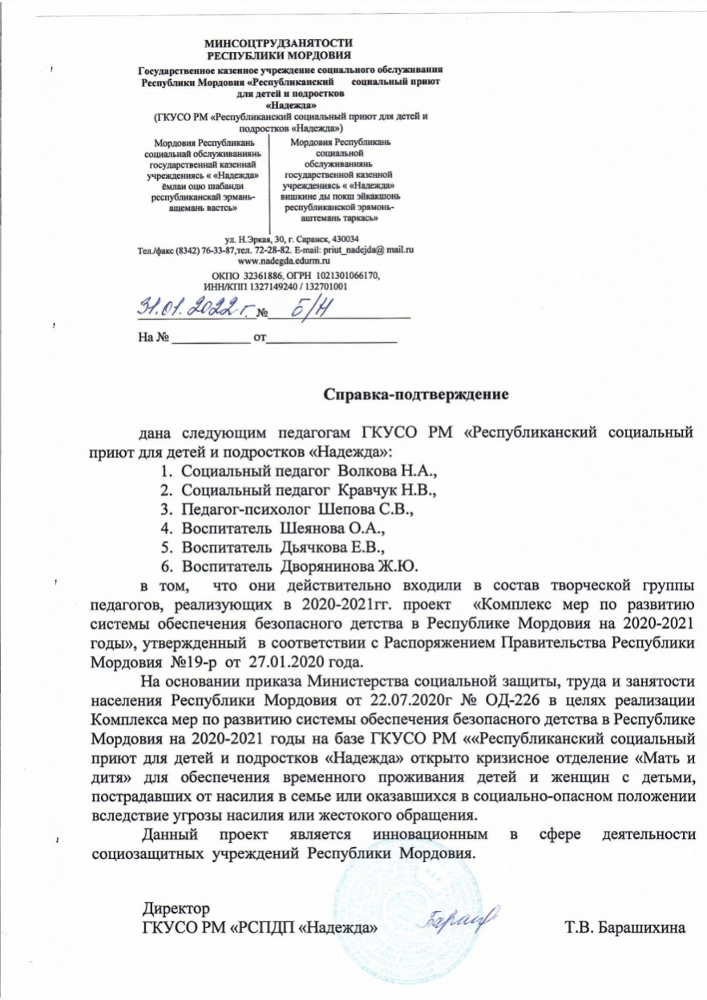 МИНСОЦТРУДЗАНЯТОСТИ
РЕСПУБЛИКИ МОРДОВИЯ
Государственное казенное учреждение социального обслуживания
Республики Мордовия «Республиканский социальный приют
для детей и подростков
«Надежда»
(ГКУСО РМ «Республиканский социальный приют для детей и
подростков «Надежда»)
Мордовия Республикань
социальнай обслуживаниянь
государственнай казеннай
учреждениясь « «Надежда»
ёмлаи оцю шабанди
республиканскай эрмань-
ащемань вастсь»
Мордовия Республикань
социальной
обслуживаниянь
государственной казенной
учреждениясь « «Надежда»
вишкине ды покш эйкакшонь
республиканской эрямонь-
аштемань таркась»
ул. Н.Эркая, 30, г. Саранск, 430034
Тел./факс (8342) 76-33-87,тел. 72-28-82. E-mail: priut_nadejda@ mail.ru
www.nadegda.edurm.ru
ОКПО 32361886, ОГРН 1021301066170,
ИНН/КПП 1327149240 / 132701001
31.01.2022 г. № Б/Н
На № _____________ от______________________
Справка-подтверждение
дана следующим педагогам ГКУСО РМ «Республиканский социальный
приют для детей и подростков «Надежда»:
1. Социальный педагог Волкова Н.А.,
2. Социальный педагог Кравчук Н.В.,
3. Педагог-психолог Шепова С.В.,
4. Воспитатель Шеянова О.А.,
5. Воспитатель Дьячкова Е.В.,
6. Воспитатель Дворянинова Ж.Ю.
в том, что они действительно входили в состав творческой группы
педагогов, реализующих в 2020-2021гг. проект «Комплекс мер по развитию
системы обеспечения безопасного детства в Республике Мордовия на 2020-2021
годы», утвержденный в соответствии с Распоряжением Правительства Республики
Мордовия №19-р от 27.01.2020 года.
На основании приказа Министерства социальной защиты, труда и занятости
населения Республики Мордовия от 22.07.2020г № ОД-226 в целях реализации
Комплекса мер по развитию системы обеспечения безопасного детства в Республике
Мордовия на 2020-2021 годы на базе ГКУСО РМ ««Республиканский социальный
приют для детей и подростков «Надежда» открыто кризисное отделение «Мать и
дитя» для обеспечения временного проживания детей и женщин с детьми,
пострадавших от насилия в семье или оказавшихся в социально-опасном положении
вследствие угрозы насилия или жестокого обращения.
Данный проект является инновационным в сфере деятельности
социозащитных учреждений Республики Мордовия.
Директор
ГКУСО РМ «РСПДП «Надежда» Т.В. Барашихина